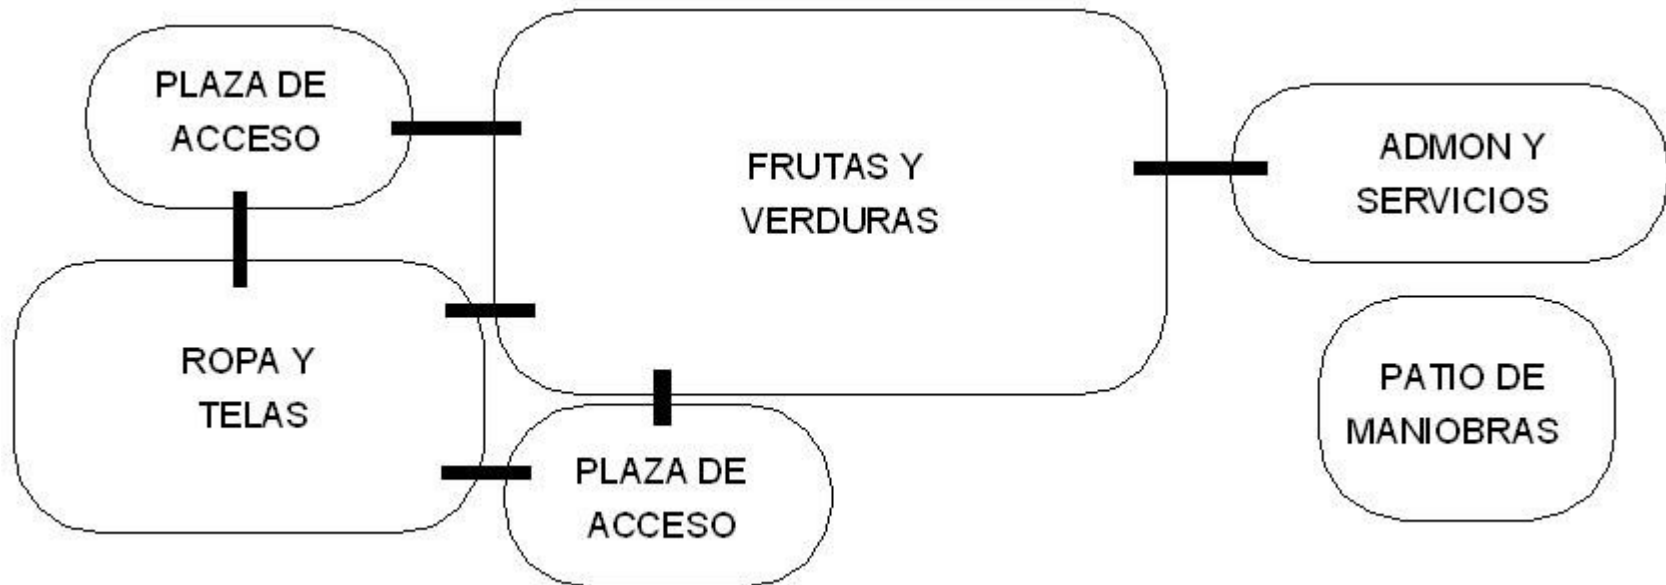 PLAZA DE
ACCESO
FRUTAS Y
VERDURAS
ADMON Y
SERVICIOS
ROPA Y
TELAS
PLAZA DE
ACCESO
PATIO DE
MANIOBRAS